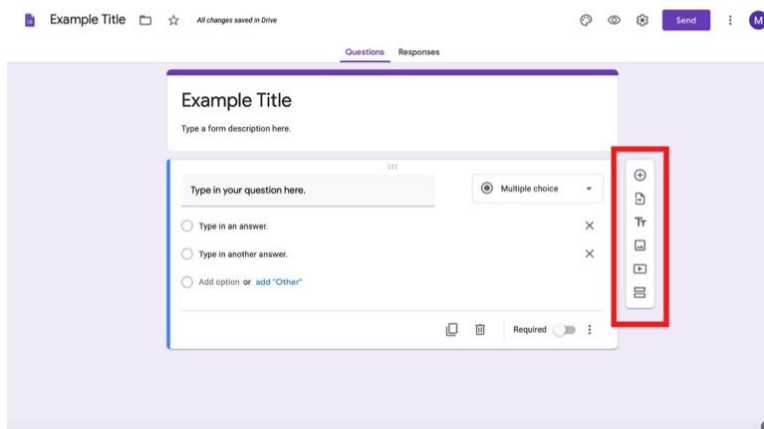 Example Title
All changes saved in Drive
Send
M
Questions Responses
Example Title
Type a form description here.
Type in your question here.
Multiple choice
Type in an answer.
Type in another answer.
Add option or add "Other"
Required
Tт